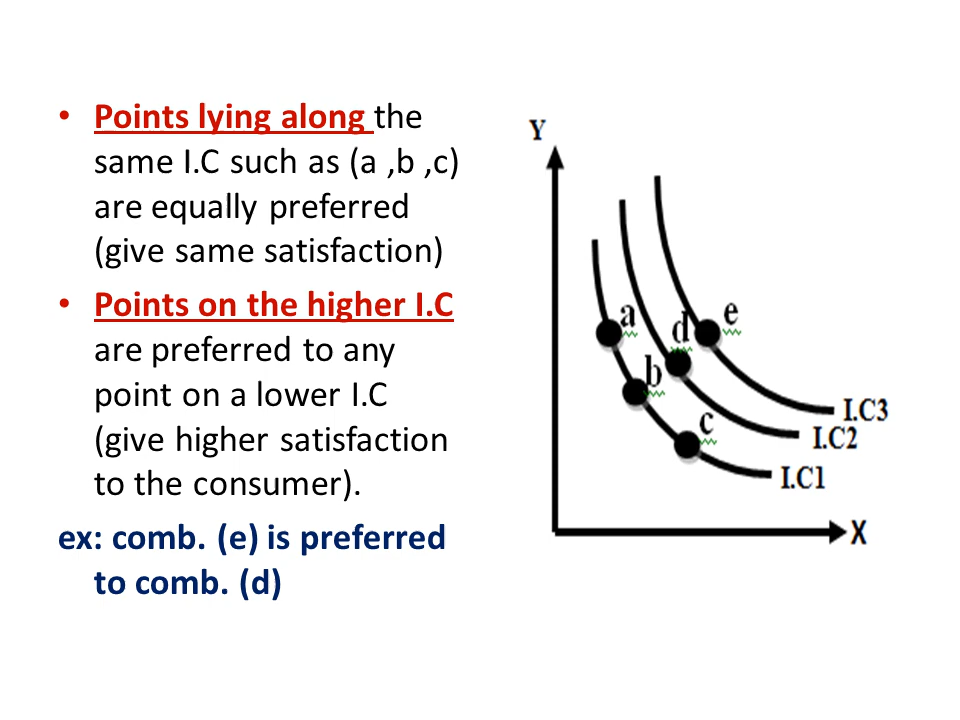 • Points lying along the
same I.C such as (a ,b ,c)
are equally preferred
(give same satisfaction)
• Points on the higher I.C
are preferred to any
point on a lower I.C
(give higher satisfaction
to the consumer).
ex: comb. (e) is preferred
to comb. (d)
Y
a
e
d
b
c
I.C3
I.C2
I.C1
X